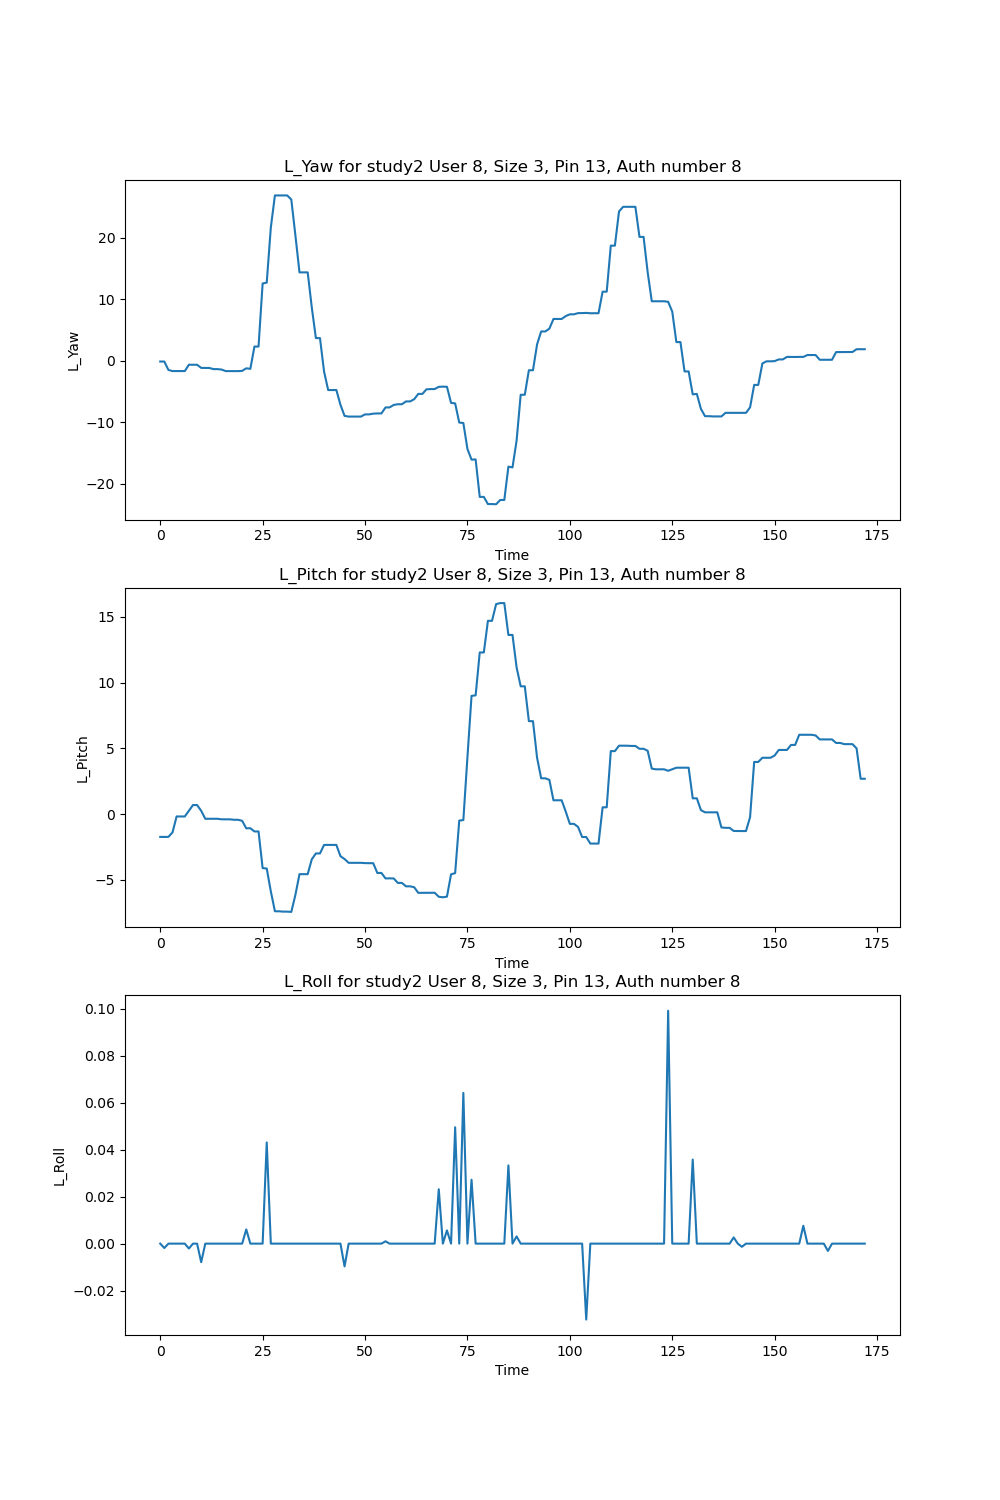 L_Yaw for study2 User 8, Size 3, Pin 13, Auth number 8
20
10
0
−10
−20
L_Yaw
0 25 50 75 100 125 150 175
Time
L_Pitch for study2 User 8, Size 3, Pin 13, Auth number 8
15
10
5
0
−5
L_Pitch
0 25 50 75 100 125 150 175
Time
L_Roll for study2 User 8, Size 3, Pin 13, Auth number 8
0.10
0.08
0.06
0.04
0.02
0.00
−0.02
L_Roll
0 25 50 75 100 125 150 175
Time